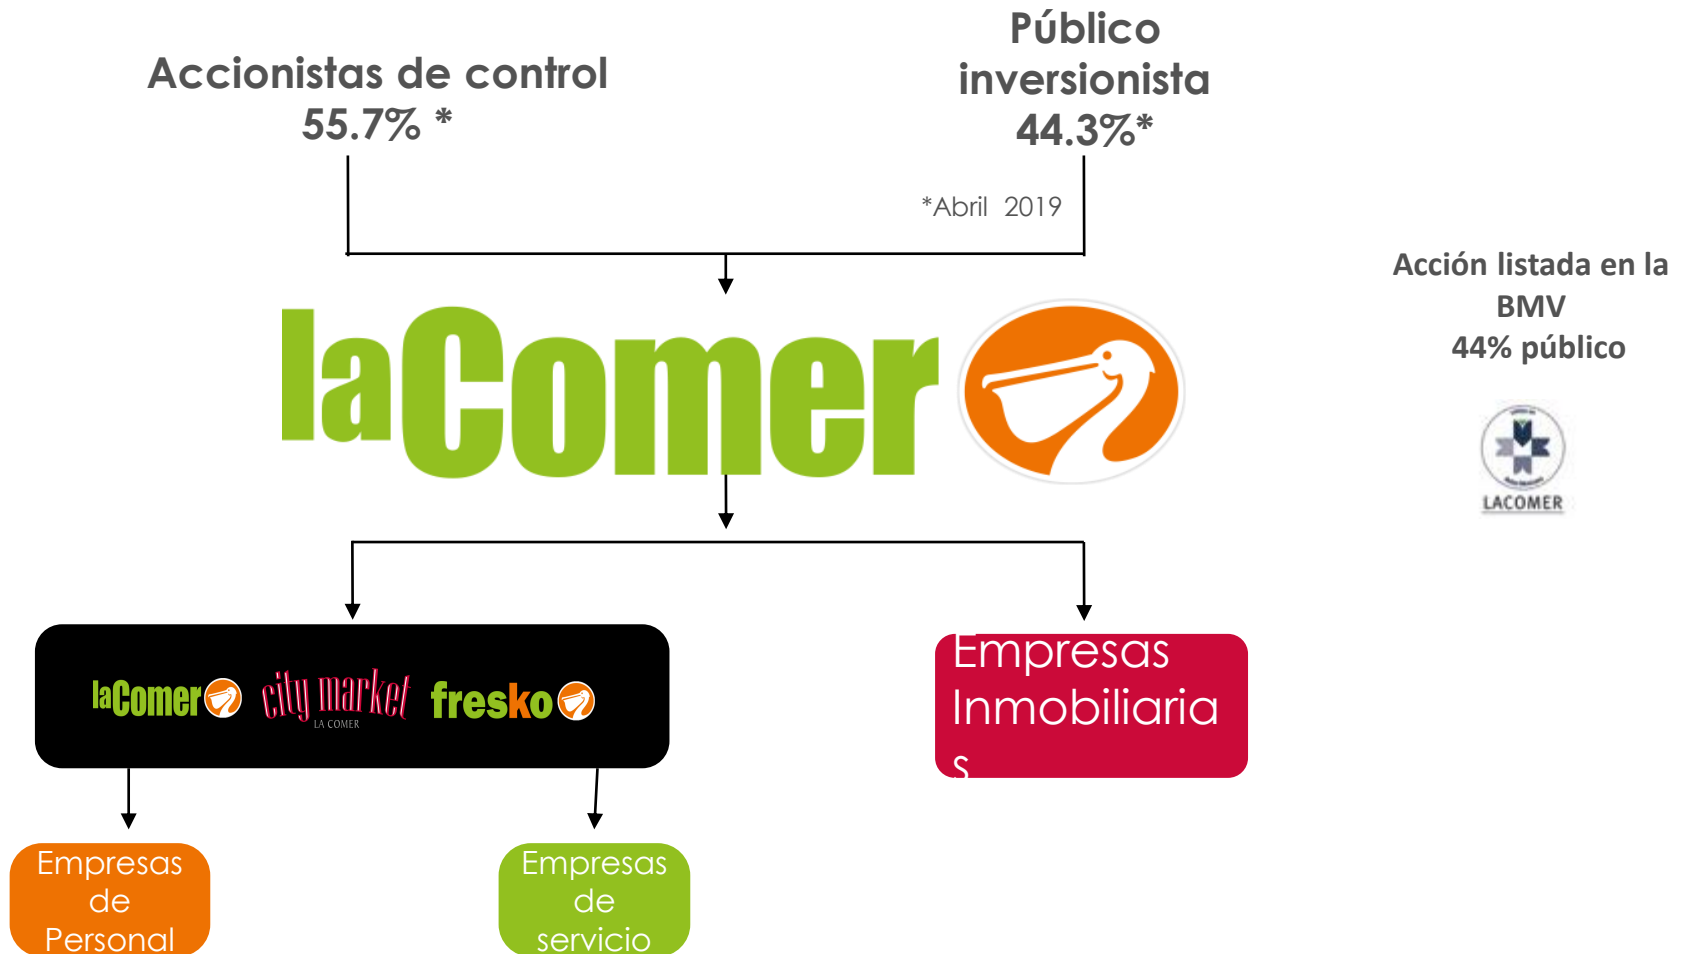 Accionistas de control
55.7% *
Público
inversionista
44.3%*
*Abril 2019
Acción listada en la
BMV
44% público
laComer
LACOMER
laComer
city market
LA COMER
fresko
Empresas
Inmobiliaria
s
Empresas
de
Personal
Empresas
de
servicio